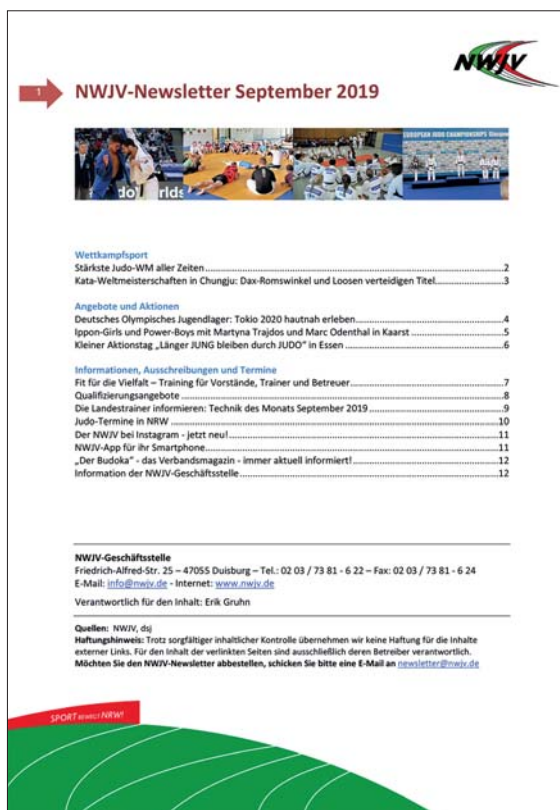 NWJV
1
NWJV-Newsletter September 2019
do Worlds
EUROPEAN JUDO CHAMPIONSHIPS Glasgow
Wettkampfsport
Stärkste Judo-WM aller Zeiten 2
Kata-Weltmeisterschaften in Chungju: Dax-Romswinkel und Loosen verteidigen Titel 3
Angebote und Aktionen
Deutsches Olympisches Jugendlager: Tokio 2020 hautnah erleben 4
Ippon-Girls und Power-Boys mit Martyna Trajdos und Marc Odenthal in Kaarst 5
Kleiner Aktionstag „Länger JUNG bleiben durch JUDO" in Essen 6
Informationen, Ausschreibungen und Termine
Fit für die Vielfalt – Training für Vorstände, Trainer und Betreuer 7
Qualifizierungsangebote 8
Die Landestrainer informieren: Technik des Monats September 2019 9
Judo-Termine in NRW 10
Der NWJV bei Instagram - jetzt neu! 11
NWJV-App für ihr Smartphone 11
„Der Budoka" - das Verbandsmagazin - immer aktuell informiert! 12
Information der NWJV-Geschäftsstelle 12
NWJV-Geschäftsstelle
Friedrich-Alfred-Str. 25 – 47055 Duisburg – Tel.: 02 03 / 73 81 - 6 22 – Fax: 02 03 / 73 81 - 6 24
E-Mail: info@nwjv.de - Internet: www.nwjv.de
Verantwortlich für den Inhalt: Erik Gruhn
Quellen: NWJV, dsj
Haftungshinweis: Trotz sorgfältiger inhaltlicher Kontrolle übernehmen wir keine Haftung für die Inhalte
externer Links. Für den Inhalt der verlinkten Seiten sind ausschließlich deren Betreiber verantwortlich.
Möchten Sie den NWJV-Newsletter abbestellen, schicken Sie bitte eine E-Mail an newsletter@nwjv.de
SPORT BEWEGT NRW!